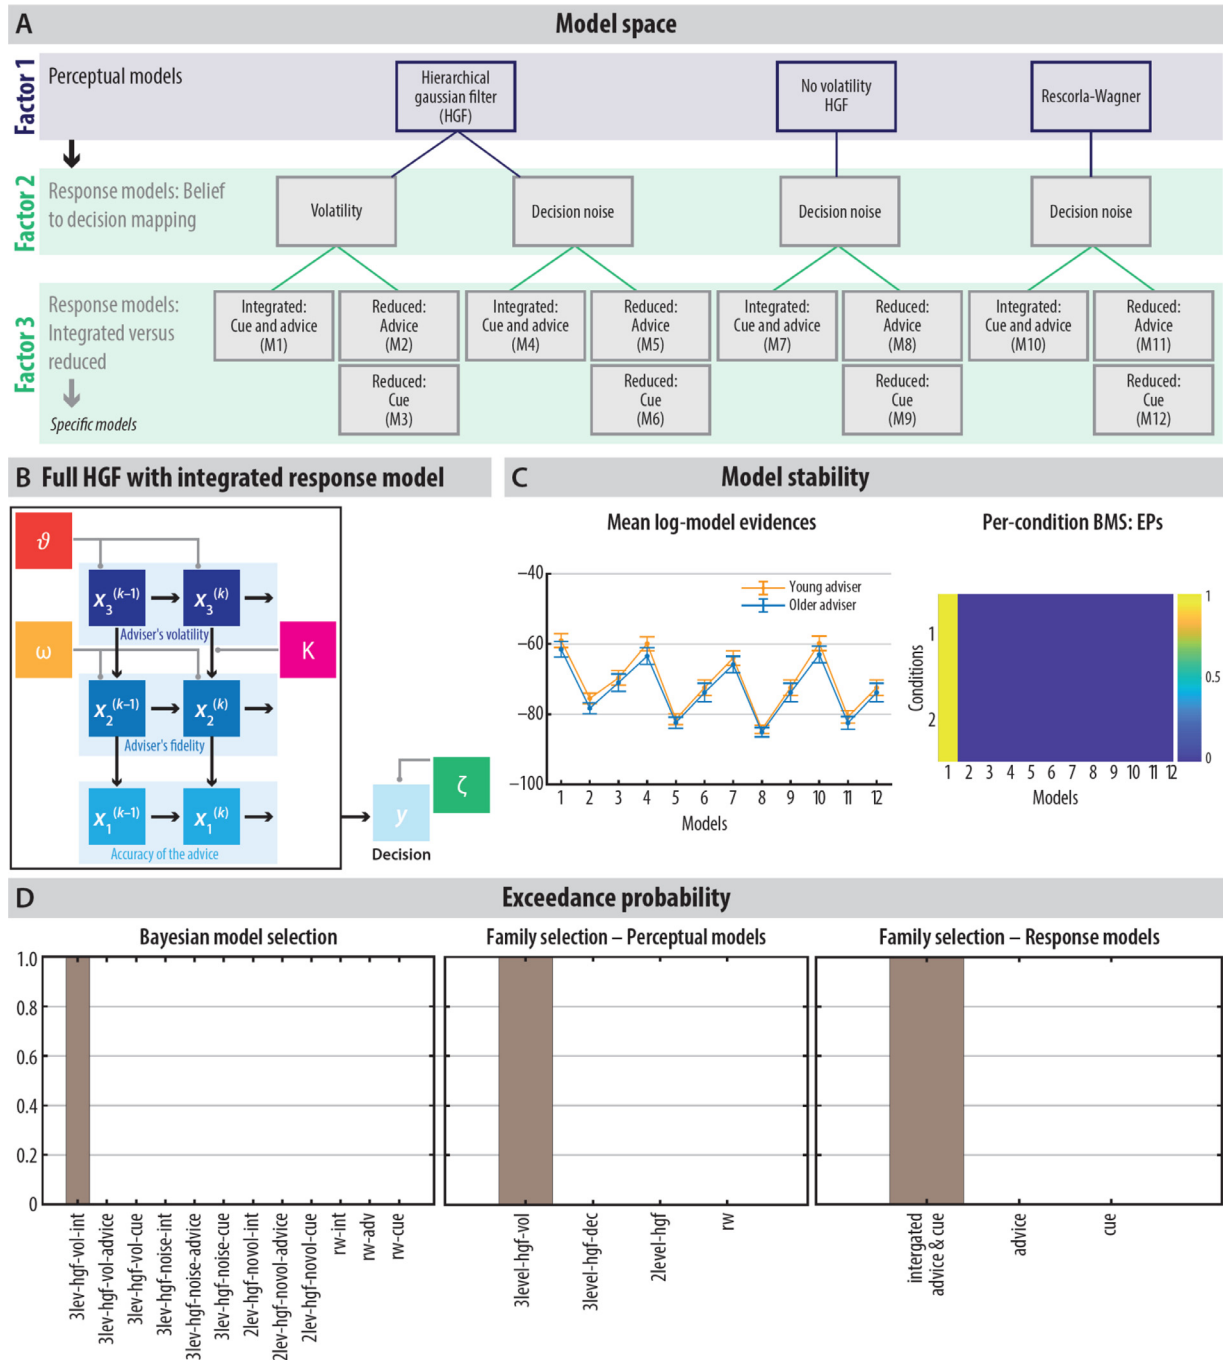 A
Model space
Factor 1
Perceptual models
Hierarchical
gaussian filter
(HGF)
No volatility
HGF
Rescorla-Wagner
Factor 2
Response models: Belief
to decision mapping
Volatility
Decision noise
Decision noise
Decision noise
Factor 3
Response models:
Integrated versus
reduced
Specific models
Integrated:
Cue and advice
(M1)
Reduced:
Advice
(M2)
Reduced:
Cue
(M3)
Integrated:
Cue and advice
(M4)
Reduced:
Advice
(M5)
Reduced:
Cue
(M6)
Integrated:
Cue and advice
(M7)
Reduced:
Advice
(M8)
Reduced:
Cue
(M9)
Integrated:
Cue and advice
(M10)
Reduced:
Advice
(M11)
Reduced:
Cue
(M12)
B Full HGF with integrated response model
ϑ
x₃⁽ᵏ⁻¹⁾ x₃⁽ᵏ⁾
Adviser's volatility
ω
K
x₂⁽ᵏ⁻¹⁾ x₂⁽ᵏ⁾
Adviser's fidelity
x₁⁽ᵏ⁻¹⁾ x₁⁽ᵏ⁾
Accuracy of the advice
y
ζ
Decision
C
Model stability
Mean log-model evidences
−40
−60
−80
−100
Young adviser
Older adviser
1 2 3 4 5 6 7 8 9 10 11 12
Models
Per-condition BMS: EPs
Conditions
1
2
1 2 3 4 5 6 7 8 9 10 11 12
Models
1
0.5
0
D
Exceedance probability
Bayesian model selection
1.0
0.8
0.6
0.4
0.2
0
3lev-hgf-vol-int
3lev-hgf-vol-advice
3lev-hgf-vol-cue
3lev-hgf-noise-int
3lev-hgf-noise-advice
3lev-hgf-noise-cue
2lev-hgf-novol-int
2lev-hgf-novol-advice
2lev-hgf-novol-cue
rw-int
rw-adv
rw-cue
Family selection – Perceptual models
3level-hgf-vol
3level-hgf-dec
2level-hgf
rw
Family selection – Response models
intergated
advice & cue
advice
cue